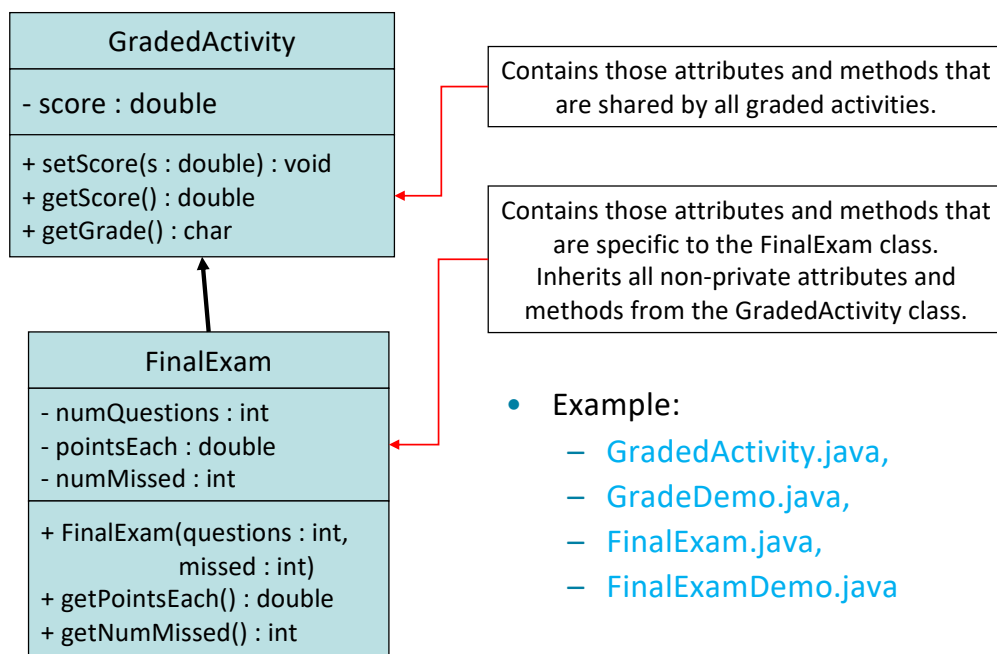 GradedActivity
- score : double
+ setScore(s : double) : void
+ getScore() : double
+ getGrade() : char
Contains those attributes and methods that
are shared by all graded activities.
Contains those attributes and methods that
are specific to the FinalExam class.
Inherits all non-private attributes and
methods from the GradedActivity class.
FinalExam
- numQuestions : int
- pointsEach : double
- numMissed : int
+ FinalExam(questions : int,
missed : int)
+ getPointsEach() : double
+ getNumMissed() : int
• Example:
– GradedActivity.java,
– GradeDemo.java,
– FinalExam.java,
– FinalExamDemo.java